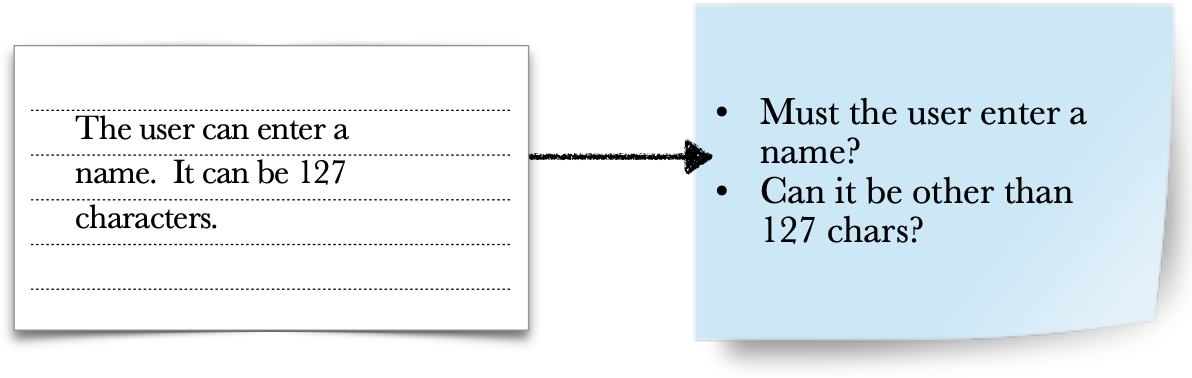 The user can enter a
name.  It can be 127
characters.
• Must the user enter a
name?
• Can it be other than
127 chars?